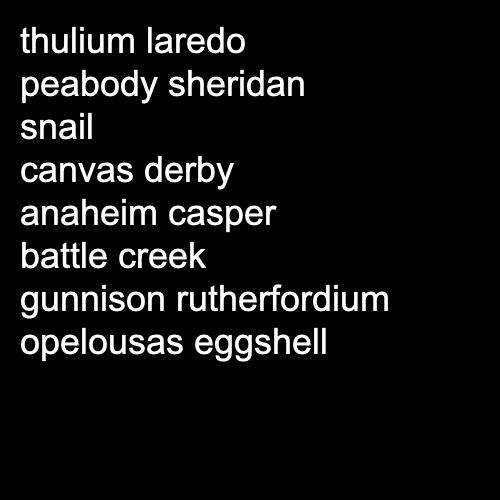 thulium laredo
peabody sheridan
snail
canvas derby
anaheim casper
battle creek
gunnison rutherfordium
opelousas eggshell